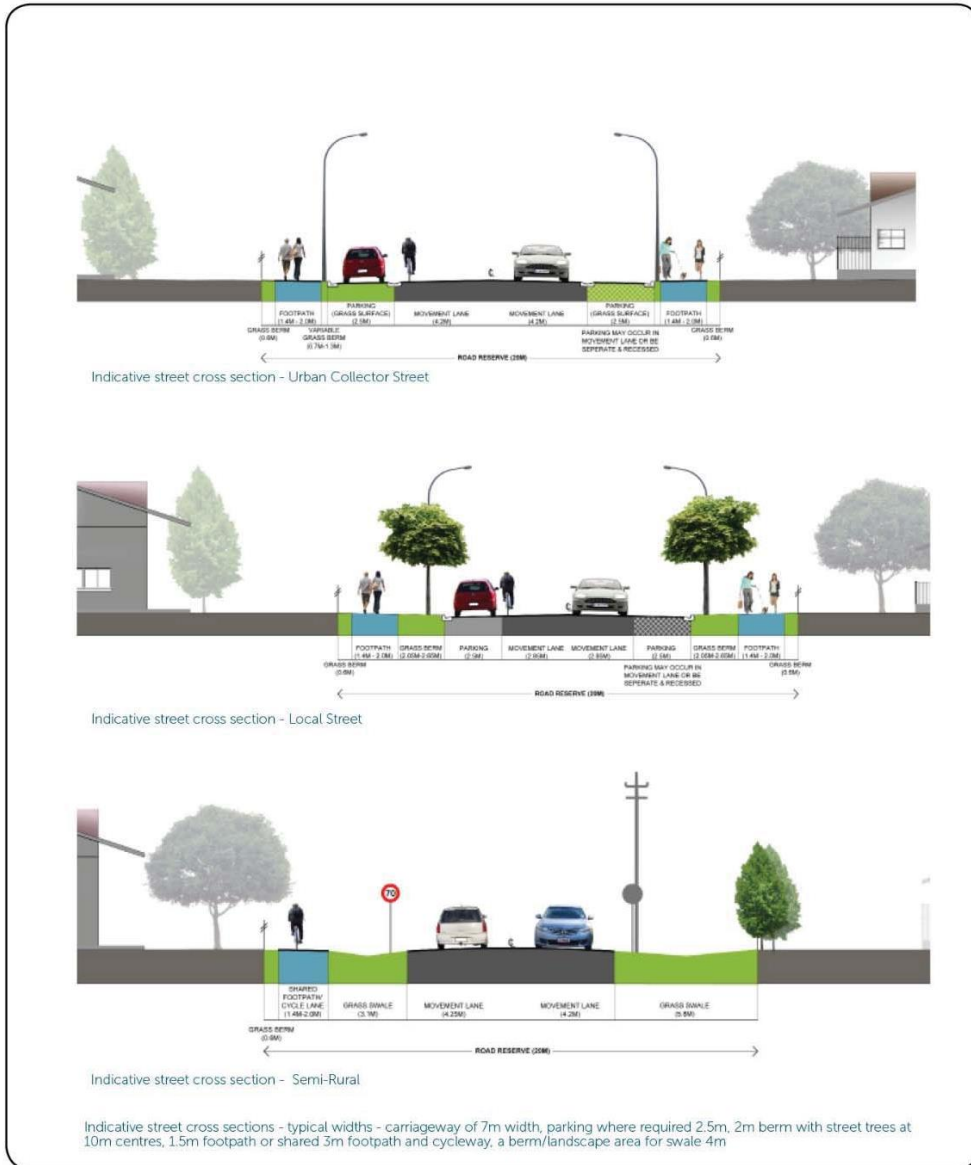 FOOTPATH
(1.4M - 2.0M)
PARKING
(GRASS SURFACE)
(2.5M)
MOVEMENT LANE
(4.2M)
MOVEMENT LANE
(4.2M)
PARKING
(GRASS SURFACE)
(2.5M)
FOOTPATH
(1.4M - 2.0M)
GRASS BERM
(0.6M)
VARIABLE
GRASS BERM
PARKING MAY OCCUR IN
MOVEMENT LANE OR BE
SEPERATE & RECESSED
GRASS BERM
(0.6M)
ROAD RESERVE (20M)
Indicative street cross section - Urban Collector Street
FOOTPATH
(1.4M - 2.0M)
GRASS BERM
(2.05M-2.65M)
PARKING
(2.5M)
MOVEMENT LANE
(2.85M)
MOVEMENT LANE
(2.85M)
PARKING
(2.5M)
GRASS BERM
(2.05M-2.65M)
FOOTPATH
(1.4M - 2.0M)
GRASS BERM
(0.6M)
PARKING MAY OCCUR IN
MOVEMENT LANE OR BE
SEPERATE & RECESSED
GRASS BERM
(0.6M)
ROAD RESERVE (20M)
Indicative street cross section - Local Street
70
SHARED
FOOTPATH/
CYCLE LANE
(1.4M-2.0M)
GRASS SWALE
(3.1M)
MOVEMENT LANE
(4.25M)
MOVEMENT LANE
(4.2M)
GRASS SWALE
GRASS BERM
(0.6M)
ROAD RESERVE (20M)
Indicative street cross section - Semi-Rural
Indicative street cross sections - typical widths - carriageway of 7m width, parking where required 2.5m, 2m berm with street trees at
10m centres, 1.5m footpath or shared 3m footpath and cycleway, a berm/landscape area for swale 4m